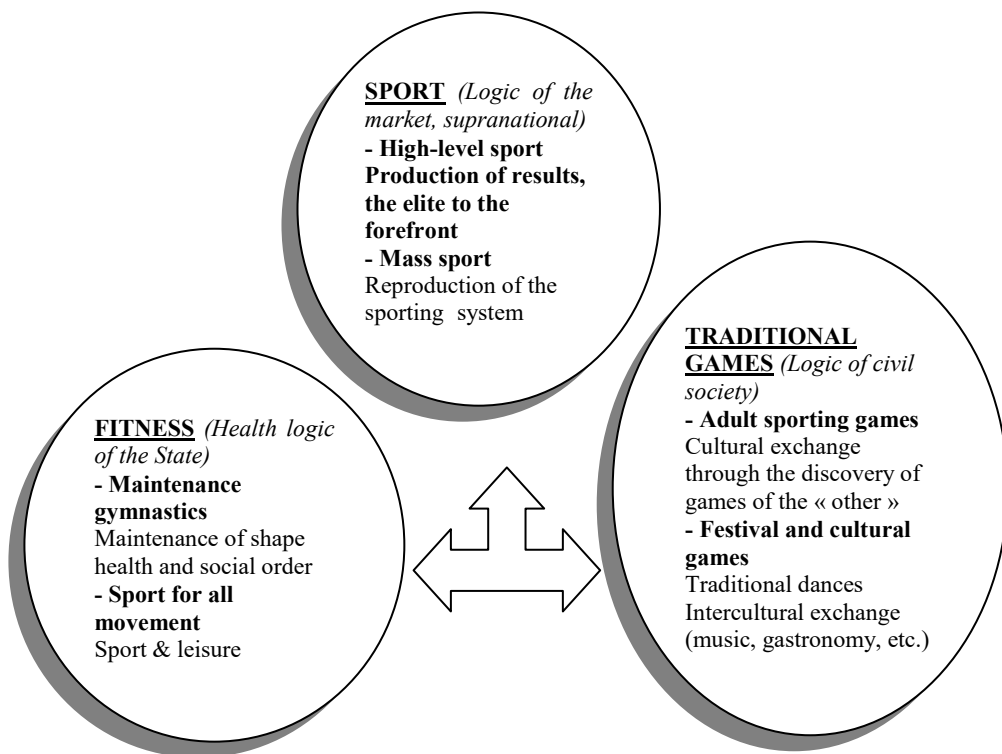 SPORT (Logic of the
market, supranational)
- High-level sport
Production of results,
the elite to the
forefront
- Mass sport
Reproduction of the
sporting system
FITNESS (Health logic
of the State)
- Maintenance
gymnastics
Maintenance of shape
health and social order
- Sport for all
movement
Sport & leisure
TRADITIONAL
GAMES (Logic of civil
society)
- Adult sporting games
Cultural exchange
through the discovery of
games of the « other »
- Festival and cultural
games
Traditional dances
Intercultural exchange
(music, gastronomy, etc.)